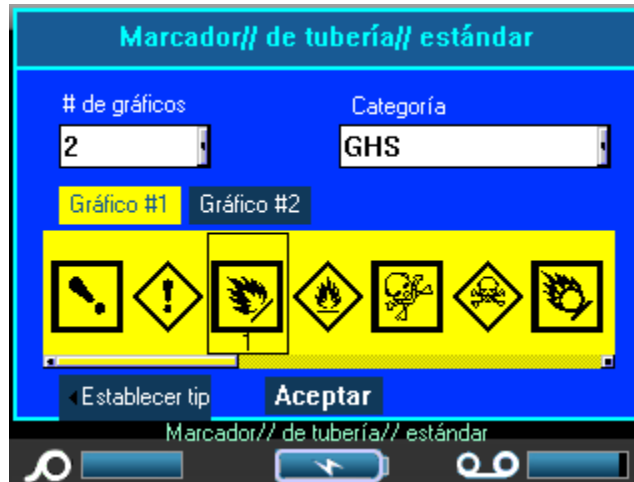 Marcador// de tubería// estándar
# de gráficos
Categoría
2
GHS
Gráfico #1
Gráfico #2
1
Establecer tip
Aceptar
Marcador// de tubería// estándar